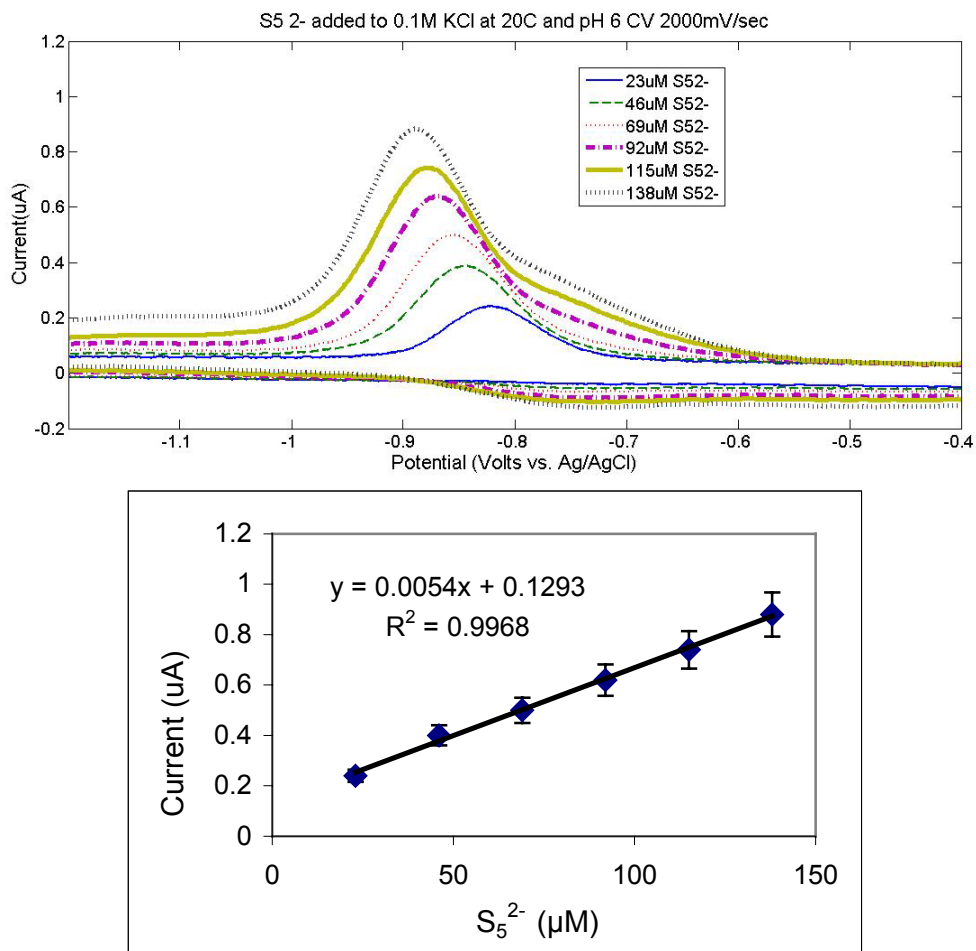 S5 2- added to 0.1M KCl at 20C and pH 6 CV 2000mV/sec
1.2
1
0.8
0.6
0.4
0.2
0
-0.2
Current(uA)
23uM S52-
46uM S52-
69uM S52-
92uM S52-
115uM S52-
138uM S52-
-1.1 -1 -0.9 -0.8 -0.7 -0.6 -0.5 -0.4
Potential (Volts vs. Ag/AgCl)
1.2
1
0.8
0.6
0.4
0.2
0
Current (uA)
y = 0.0054x + 0.1293
R² = 0.9968
0 50 100 150
S₅²⁻ (µM)